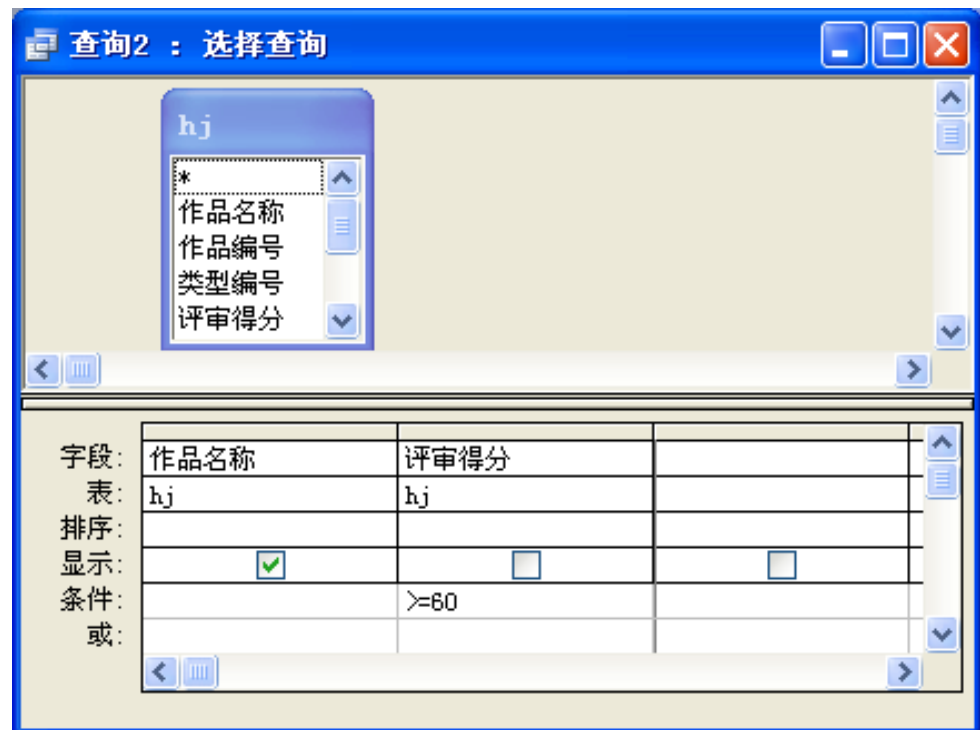 查询2 : 选择查询
hj
*
作品名称
作品编号
类型编号
评审得分
字段: 作品名称 评审得分
表: hj hj
排序:
显示:
条件: >=60
或: